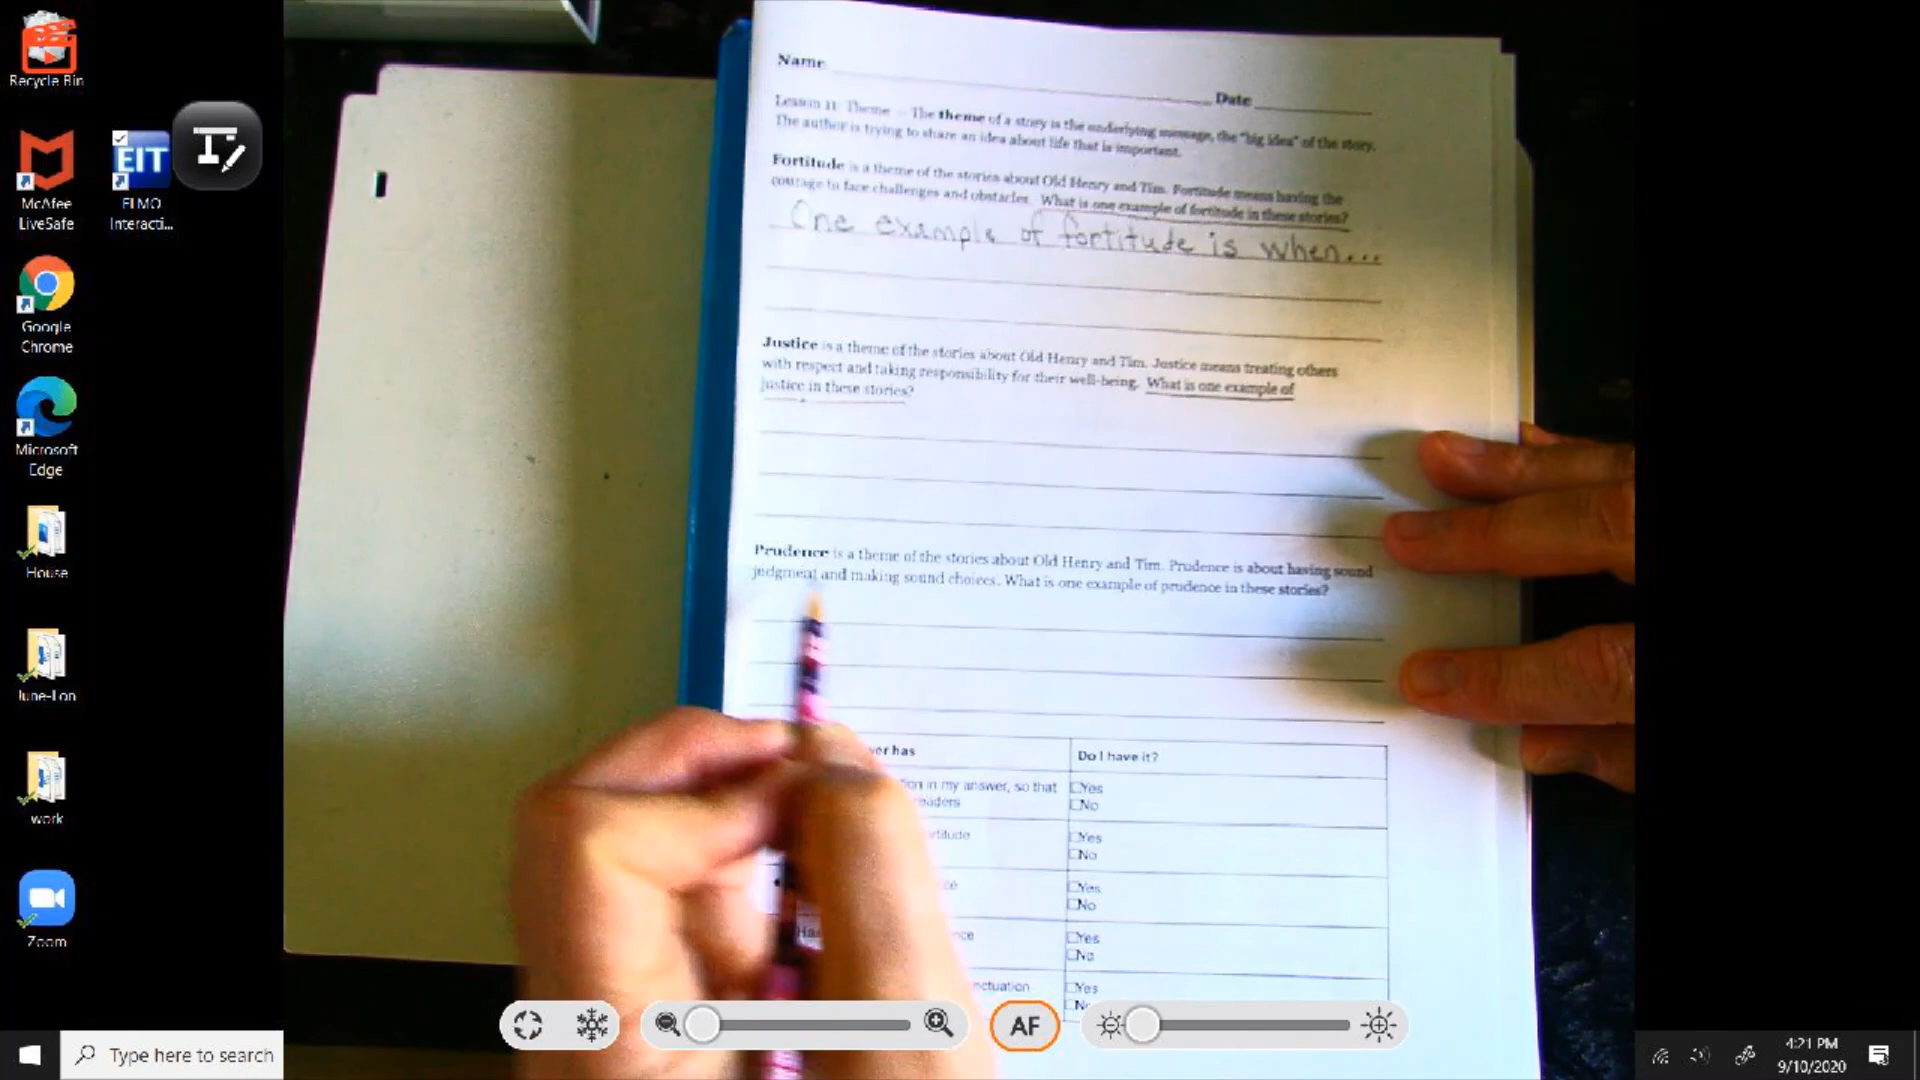 Recycle Bin
McAfee
LiveSafe
EIT
ELMO
Interacti...
Google
Chrome
Microsoft
Edge
House
June-Lon
work
Zoom
Name
Date
Lesson 11: Theme – The theme of a story is the underlying message, the "big idea" of the story.
The author is trying to share an idea about life that is important.
Fortitude is a theme of the stories about Old Henry and Tim. Fortitude means having the
courage to face challenges and obstacles. What is one example of fortitude in these stories?
One example of fortitude is when...
Justice is a theme of the stories about Old Henry and Tim. Justice means treating others
with respect and taking responsibility for their well-being. What is one example of
justice in these stories?
Prudence is a theme of the stories about Old Henry and Tim. Prudence is about having sound
judgment and making sound choices. What is one example of prudence in these stories?
has
Do I have it?
in my answer, so that
Yes
No
Yes
No
Yes
No
Yes
No
Yes
AF
Type here to search
4:21 PM
9/10/2020